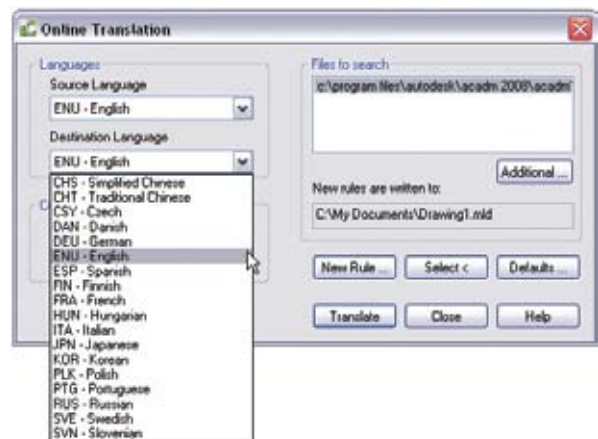 Online Translation
Languages
Source Language
ENU - English
Destination Language
ENU - English
CHS - Simplified Chinese
CHT - Traditional Chinese
CSY - Czech
DAN - Danish
DEU - German
ENU - English
ESP - Spanish
FIN - Finnish
FRA - French
HUN - Hungarian
ITA - Italian
JPN - Japanese
KOR - Korean
PLK - Polish
PTG - Portuguese
RUS - Russian
SVE - Swedish
SVN - Slovenian
Files to search
c:\program files\autodesk\acadm 2008\acadm
Additional ...
New rules are written to:
C:\My Documents\Drawing1.mld
New Rule ...
Select <
Defaults ...
Translate
Close
Help